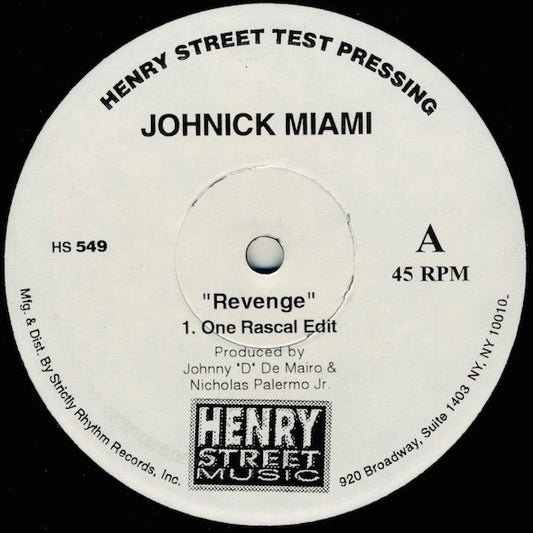 HENRY STREET TEST PRESSING
JOHNICK MIAMI
HS 549
A
45 RPM
"Revenge"
1. One Rascal Edit
Produced by
Johnny "D" De Mairo &
Nicholas Palermo Jr.
HENRY
STREET
MUSIC
Mfg. & Dist. By Strictly Rhythm Records, Inc.
920 Broadway, Suite 1403 NY, NY 10010_